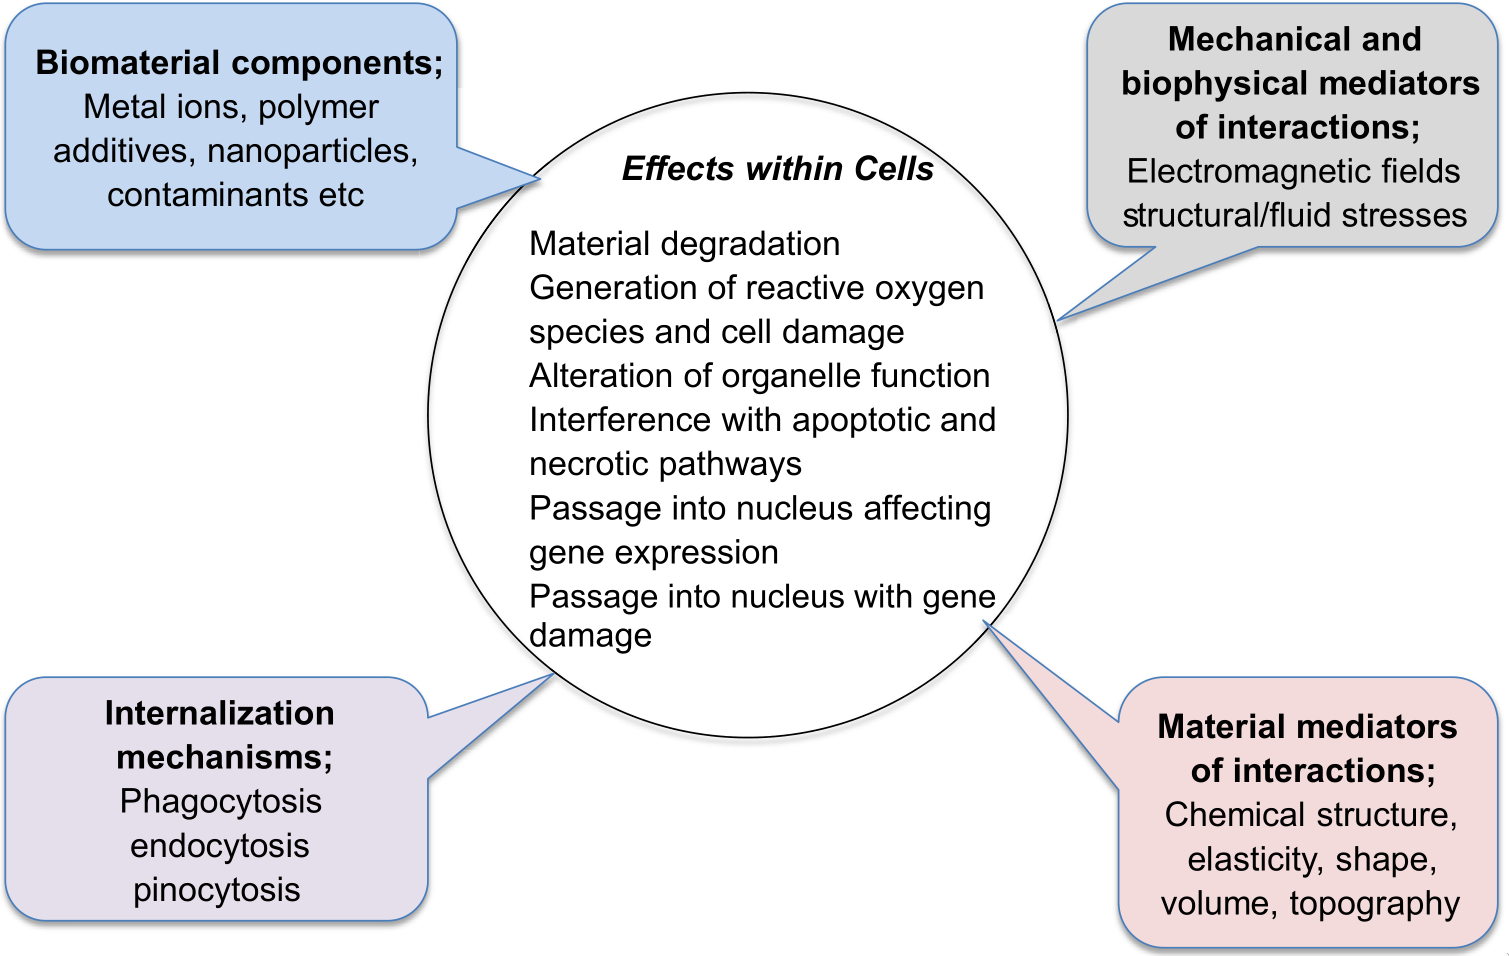 Biomaterial components;
Metal ions, polymer
additives, nanoparticles,
contaminants etc
Mechanical and
biophysical mediators
of interactions;
Electromagnetic fields
structural/fluid stresses
Effects within Cells
Material degradation
Generation of reactive oxygen
species and cell damage
Alteration of organelle function
Interference with apoptotic and
necrotic pathways
Passage into nucleus affecting
gene expression
Passage into nucleus with gene
damage
Internalization
mechanisms;
Phagocytosis
endocytosis
pinocytosis
Material mediators
of interactions;
Chemical structure,
elasticity, shape,
volume, topography